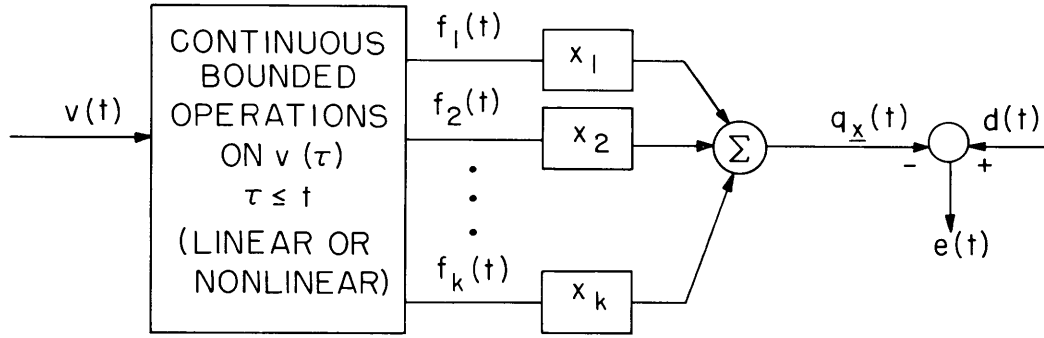 v(t)
CONTINUOUS
BOUNDED
OPERATIONS
ON v (τ)
τ ≤ t
(LINEAR OR
NONLINEAR)
f₁(t)
x₁
f₂(t)
x₂
fₖ(t)
xₖ
Σ
qₓ(t)
d(t)
−
+
e(t)